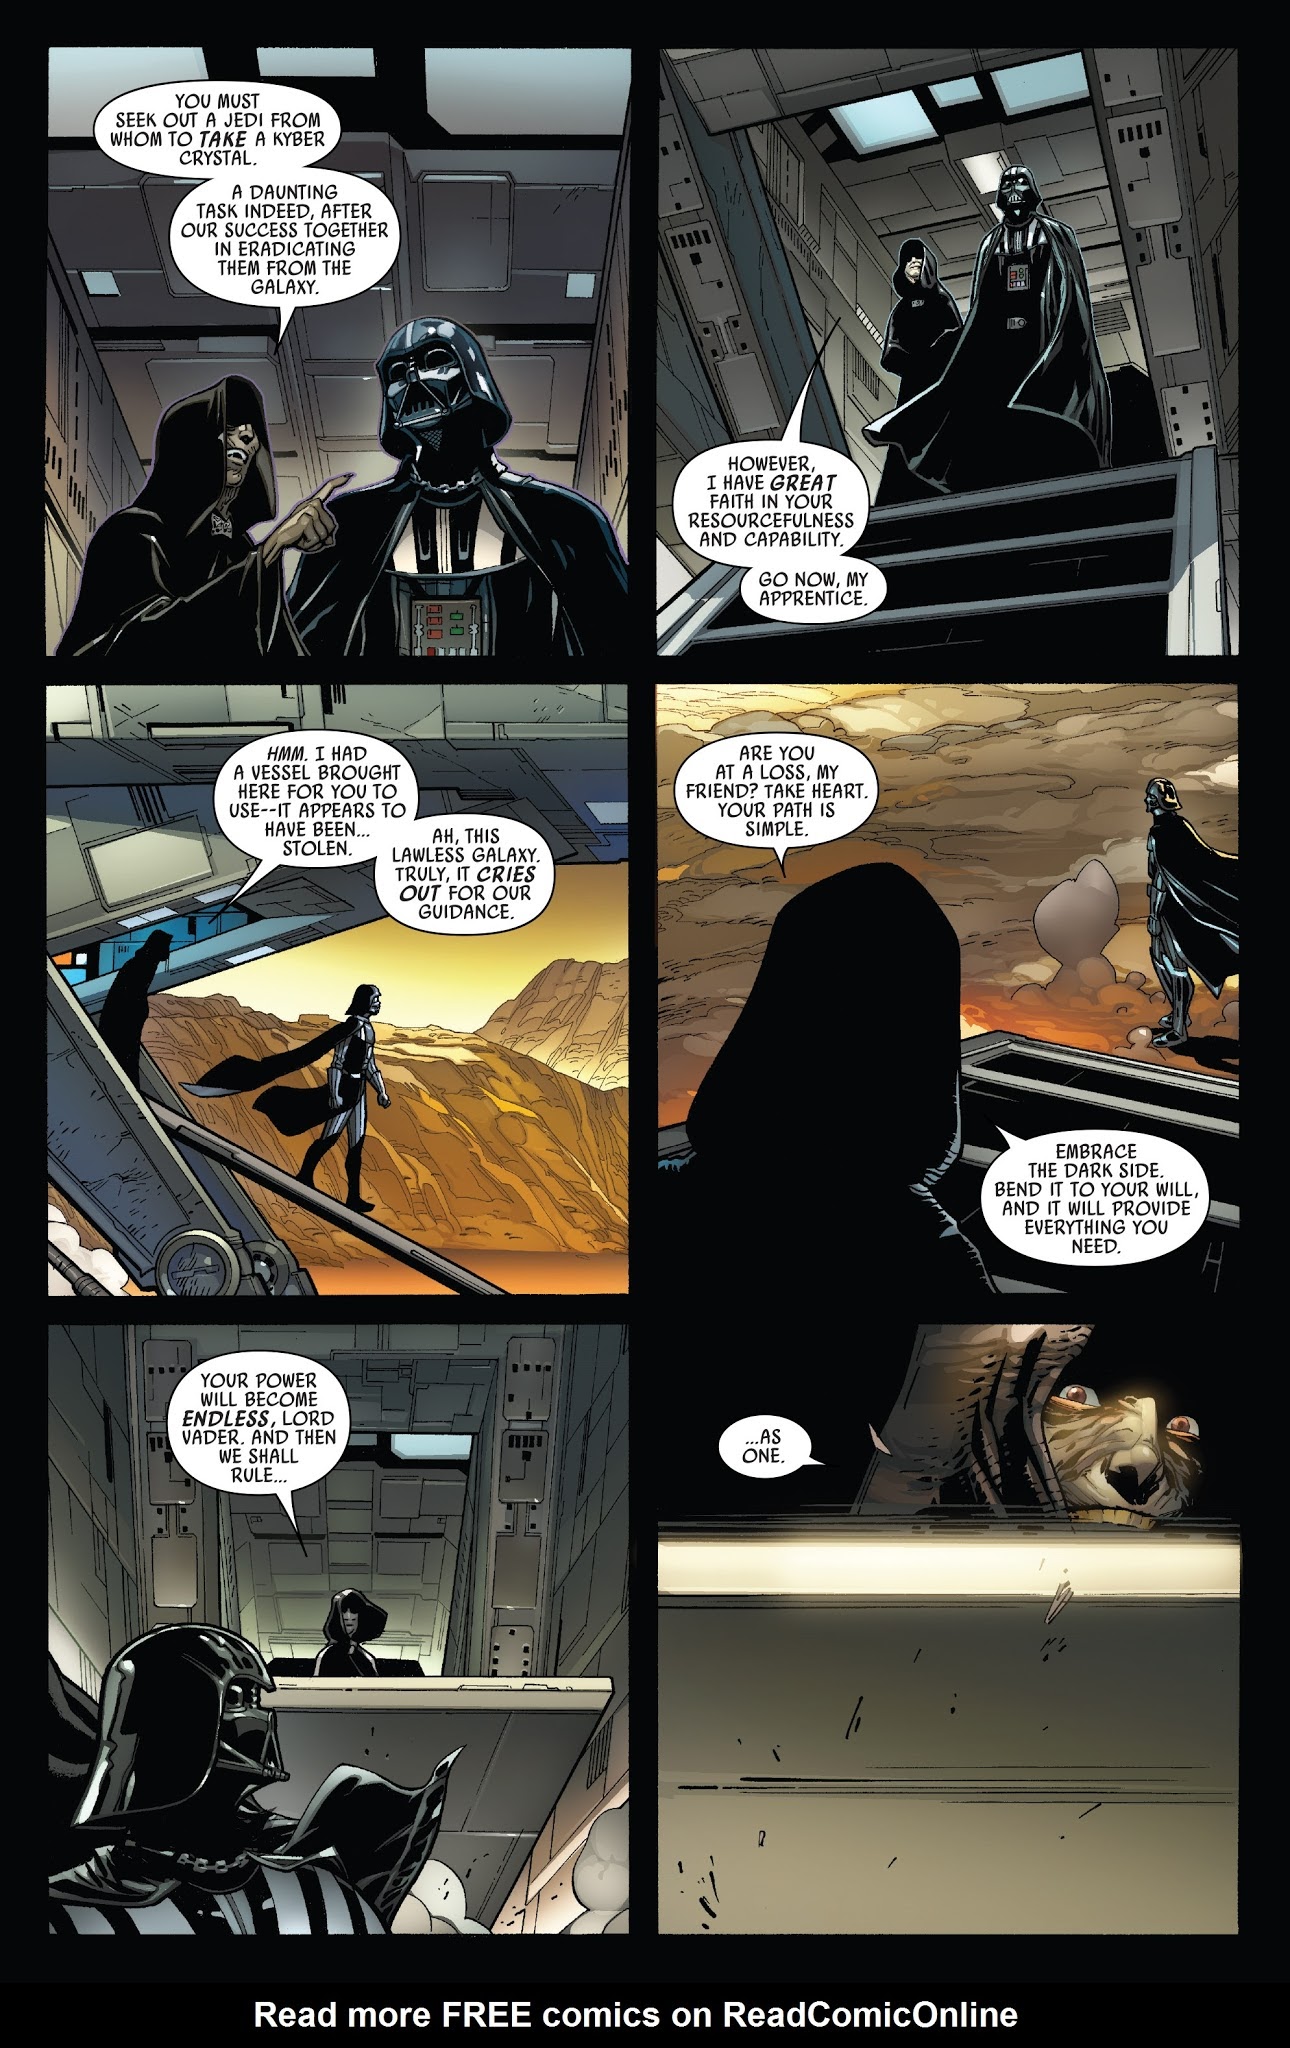 YOU MUST
SEEK OUT A JEDI FROM
WHOM TO TAKE A KYBER
CRYSTAL.
A DAUNTING
TASK INDEED, AFTER
OUR SUCCESS TOGETHER
IN ERADICATING
THEM FROM THE
GALAXY.
HOWEVER,
I HAVE GREAT
FAITH IN YOUR
RESOURCEFULNESS
AND CAPABILITY.
GO NOW, MY
APPRENTICE.
HMM. I HAD
A VESSEL BROUGHT
HERE FOR YOU TO
USE--IT APPEARS TO
HAVE BEEN...
STOLEN.
AH, THIS
LAWLESS GALAXY.
TRULY, IT CRIES
OUT FOR OUR
GUIDANCE.
ARE YOU
AT A LOSS, MY
FRIEND? TAKE HEART.
YOUR PATH IS
SIMPLE.
EMBRACE
THE DARK SIDE.
BEND IT TO YOUR WILL,
AND IT WILL PROVIDE
EVERYTHING YOU
NEED.
YOUR POWER
WILL BECOME
ENDLESS, LORD
VADER. AND THEN
WE SHALL
RULE...
...AS
ONE.
Read more FREE comics on ReadComicOnline